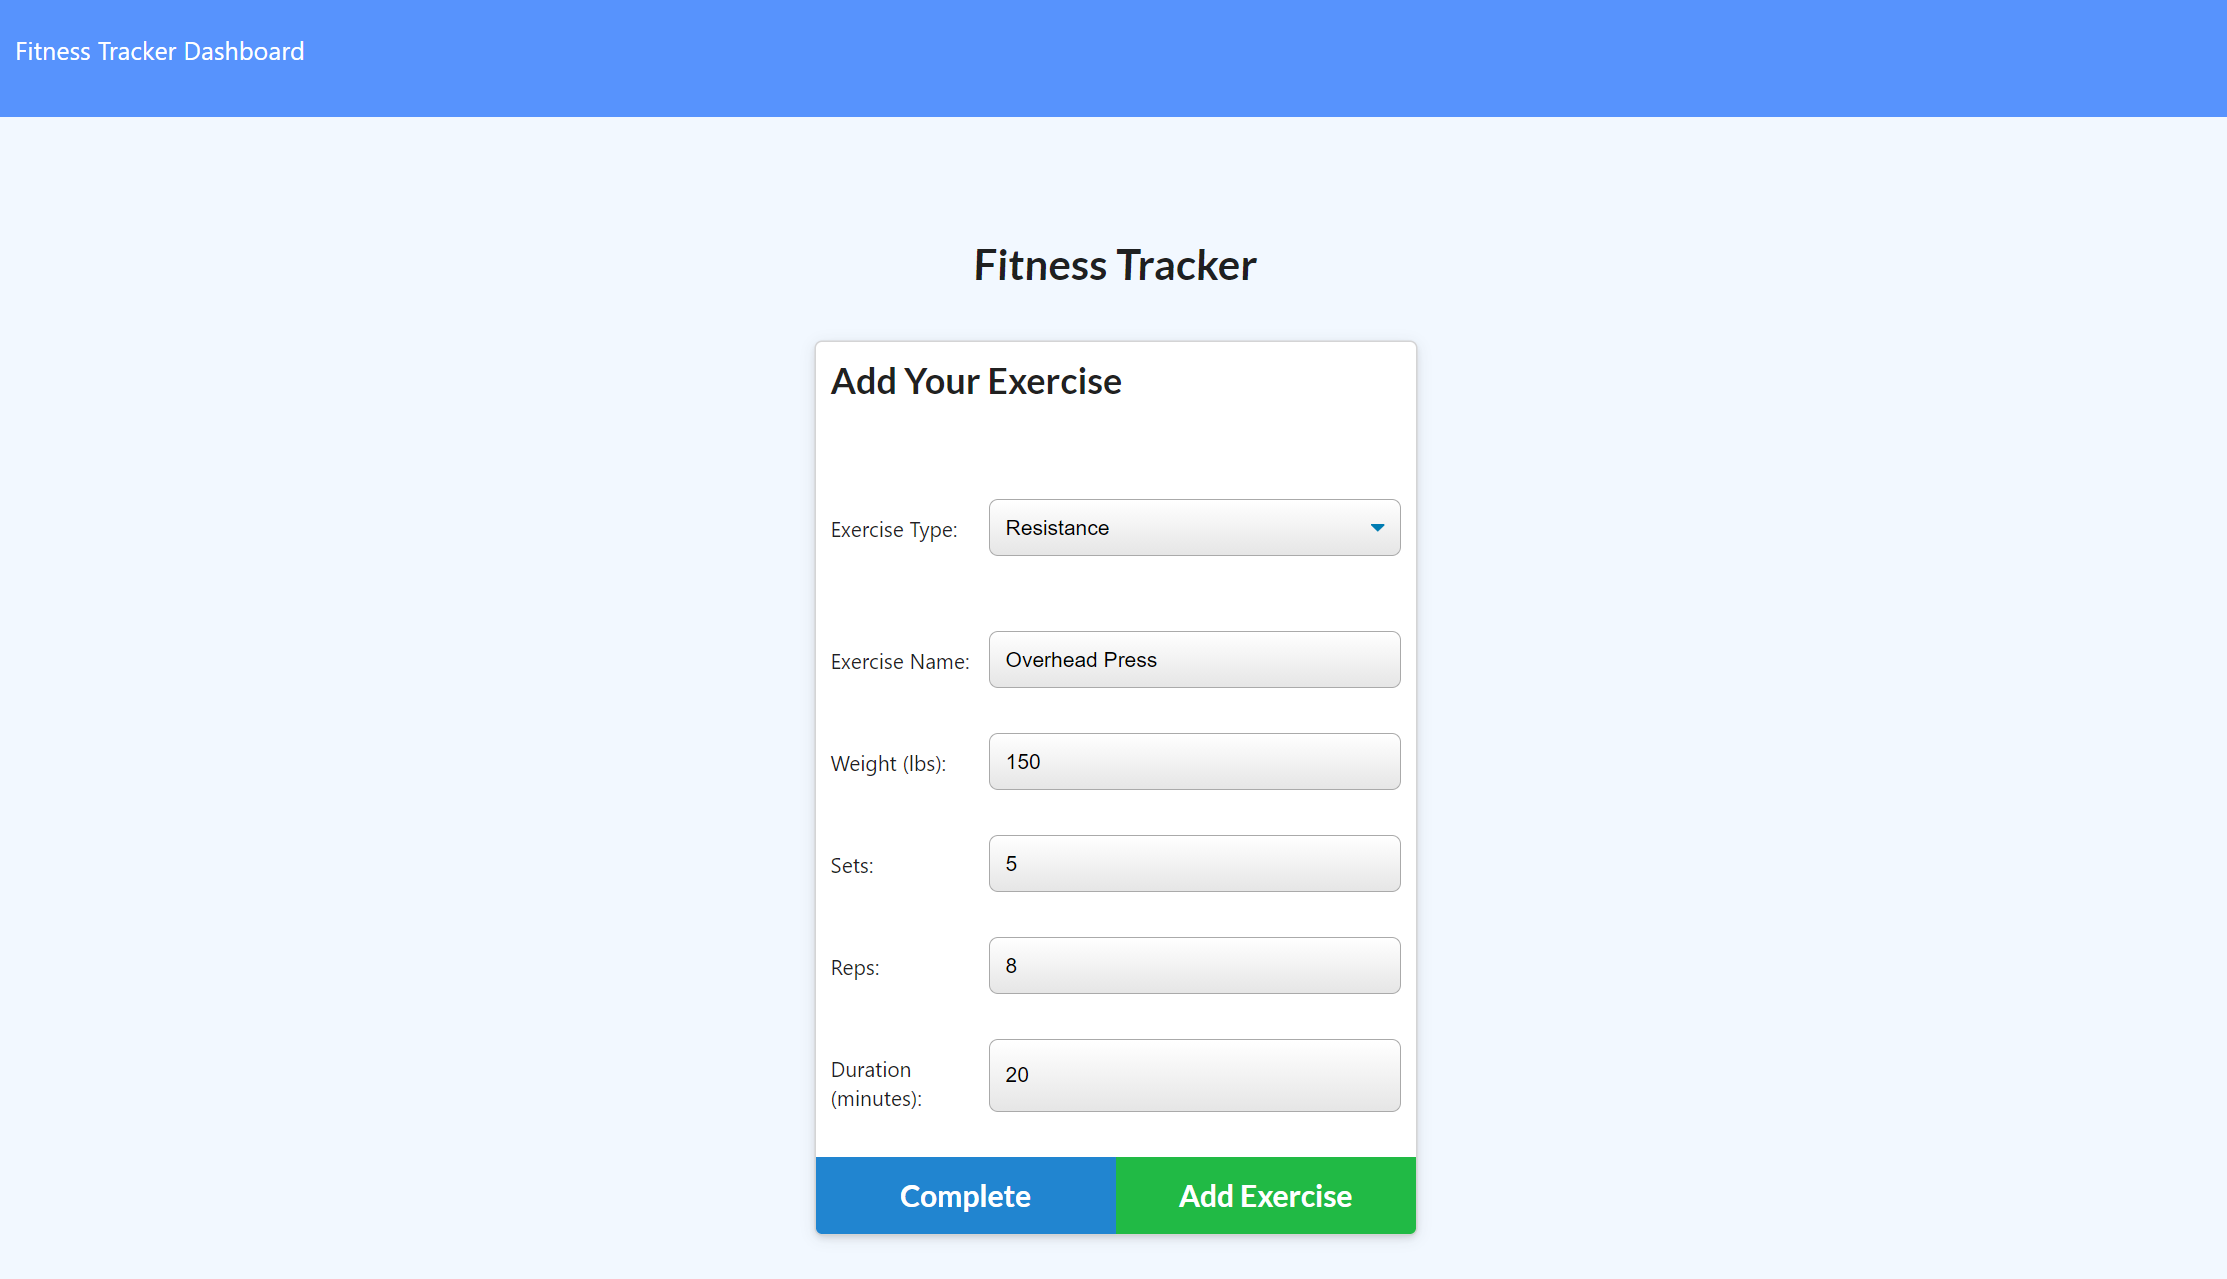 Fitness Tracker Dashboard
Fitness Tracker
Add Your Exercise
Exercise Type: Resistance
Exercise Name: Overhead Press
Weight (lbs): 150
Sets: 5
Reps: 8
Duration
(minutes): 20
Complete Add Exercise